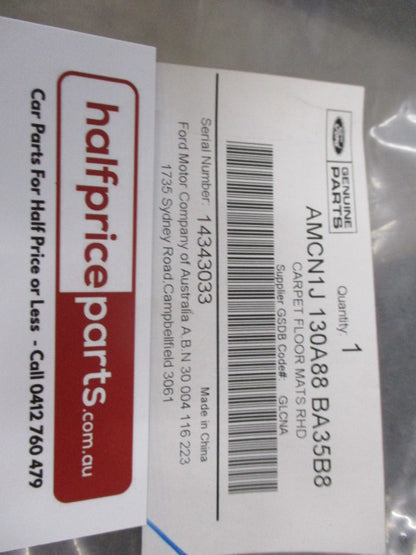 Ford
GENUINE
PARTS
Quantity: 1
AMCN1J 130A88 BA35B8
CARPET FLOOR MATS RHD
Supplier GSDB Code#: GLCNA
Serial Number: 14343033 Made in China
Ford Motor Company of Australia A.B.N 30 004 116 223
1735 Sydney Road,Campbellfield 3061
halfpriceparts.com.au
Car Parts For Half Price or Less - Call 0412 760 479